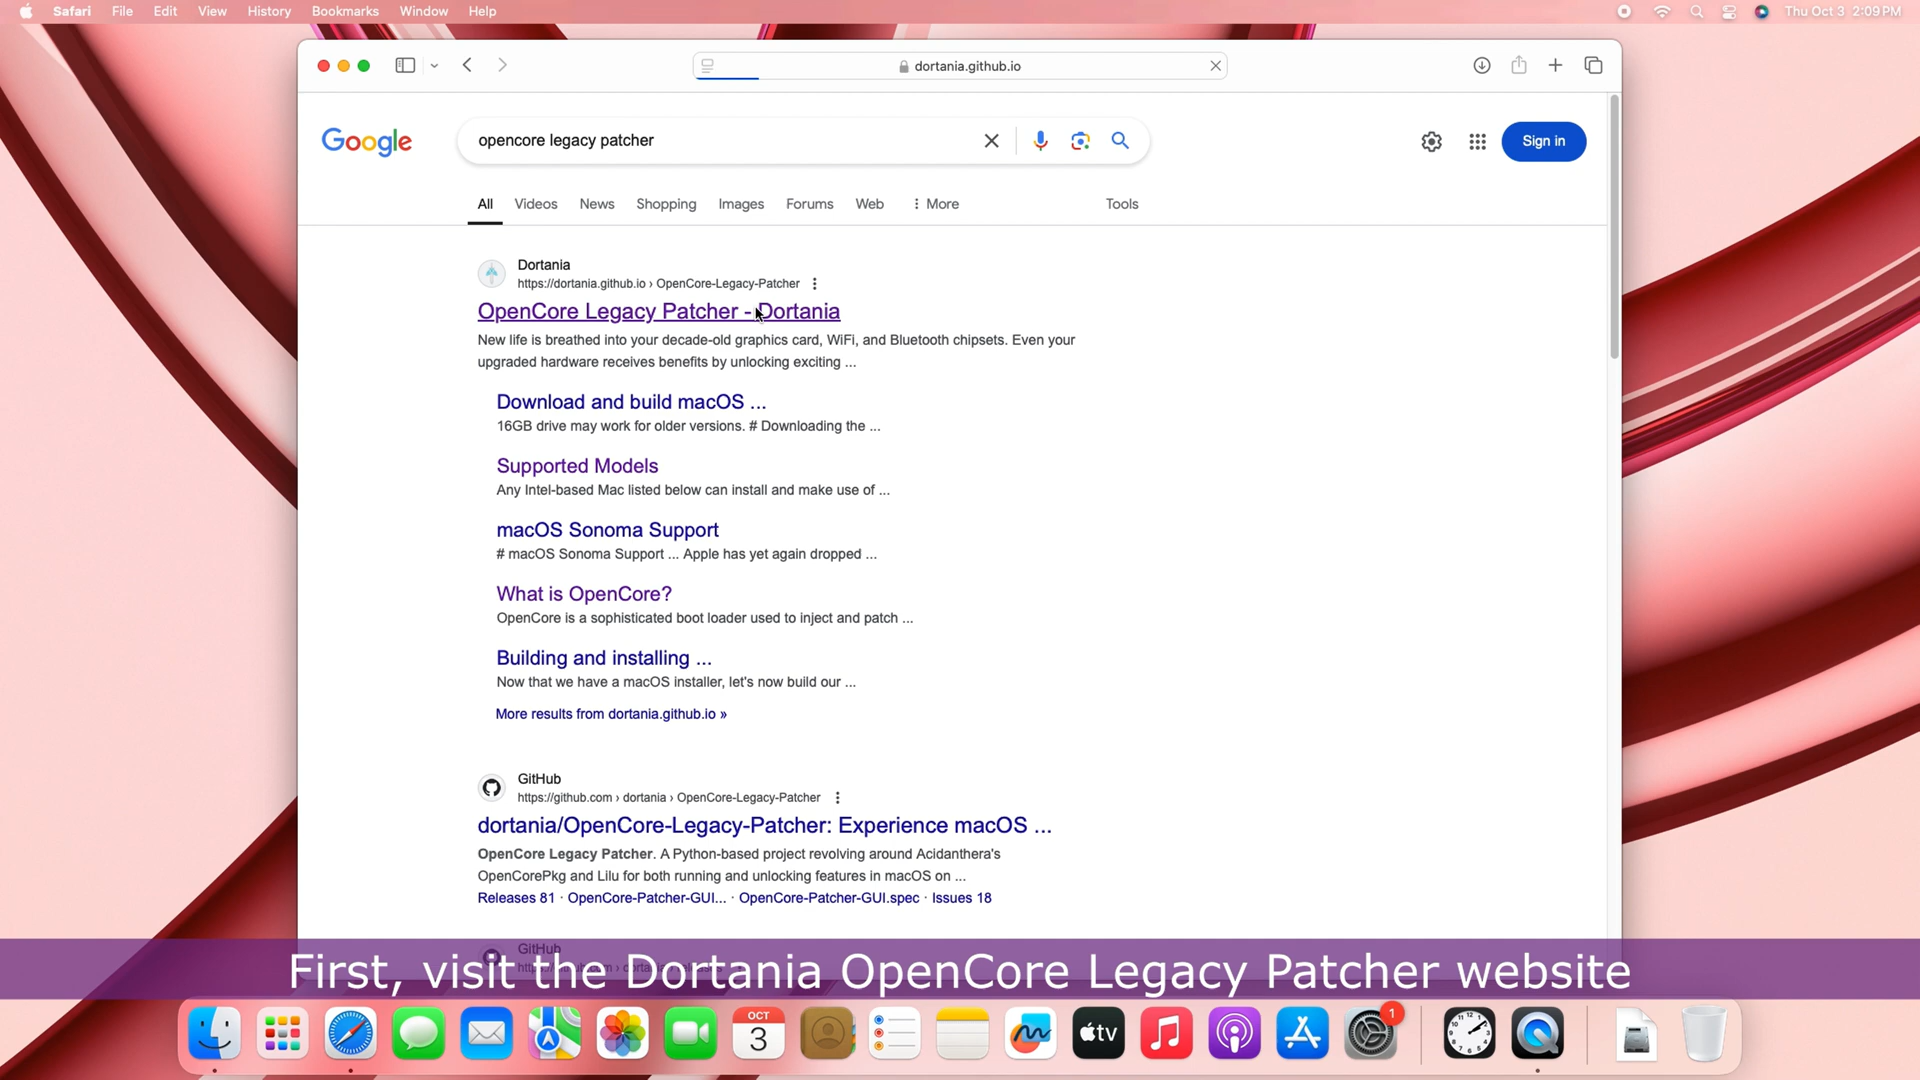 Safari File Edit View History Bookmarks Window Help
Thu Oct 3 2:09 PM
dortania.github.io
Google
opencore legacy patcher
Sign in
All Videos News Shopping Images Forums Web More Tools
Dortania
https://dortania.github.io › OpenCore-Legacy-Patcher
OpenCore Legacy Patcher - Dortania
New life is breathed into your decade-old graphics card, WiFi, and Bluetooth chipsets. Even your
upgraded hardware receives benefits by unlocking exciting ...
Download and build macOS ...
16GB drive may work for older versions. # Downloading the ...
Supported Models
Any Intel-based Mac listed below can install and make use of ...
macOS Sonoma Support
# macOS Sonoma Support ... Apple has yet again dropped ...
What is OpenCore?
OpenCore is a sophisticated boot loader used to inject and patch ...
Building and installing ...
Now that we have a macOS installer, let's now build our ...
More results from dortania.github.io »
GitHub
https://github.com › dortania › OpenCore-Legacy-Patcher
dortania/OpenCore-Legacy-Patcher: Experience macOS ...
OpenCore Legacy Patcher. A Python-based project revolving around Acidanthera's
OpenCorePkg and Lilu for both running and unlocking features in macOS on ...
Releases 81 · OpenCore-Patcher-GUI... · OpenCore-Patcher-GUI.spec · Issues 18
GitHub
First, visit the Dortania OpenCore Legacy Patcher website
OCT
3
tv
1